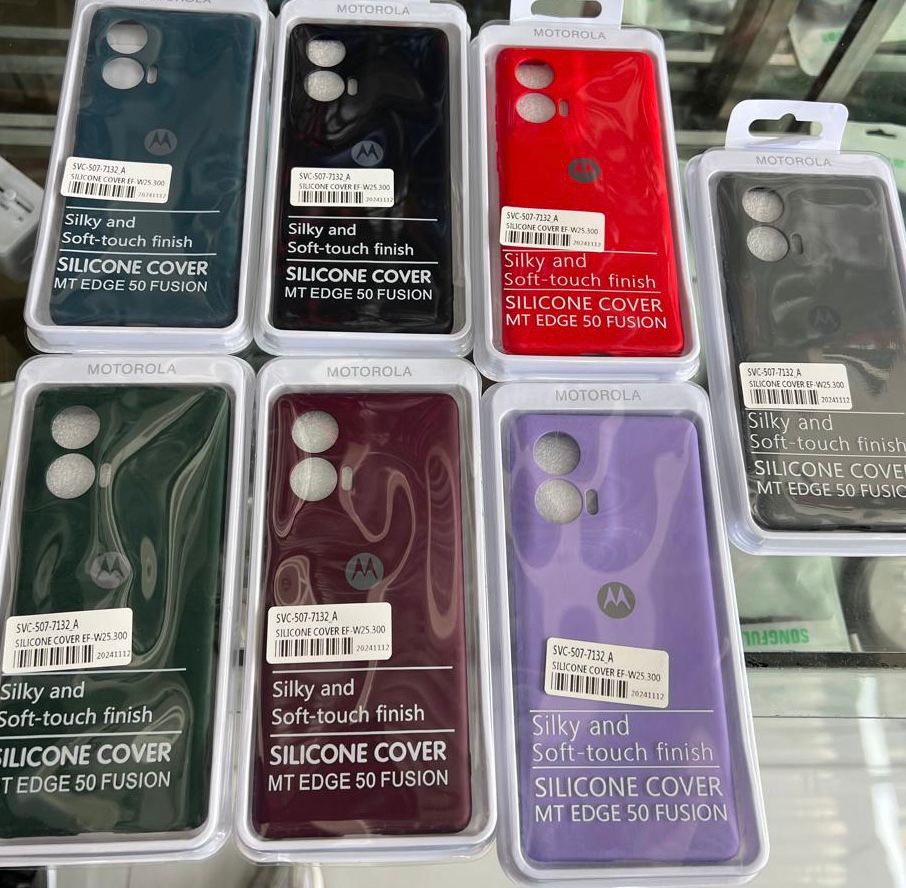 MOTOROLA
SVC-507-7132_A
SILICONE COVER EF-W25.300
20241112
Silky and
Soft-touch finish
SILICONE COVER
MT EDGE 50 FUSION
MOTOROLA
SVC-507-7132_A
SILICONE COVER EF-W25.300
20241112
Silky and
Soft-touch finish
SILICONE COVER
MT EDGE 50 FUSION
MOTOROLA
SVC-507-7132_A
SILICONE COVER EF-W25.300
20241112
Silky and
Soft-touch finish
SILICONE COVER
MT EDGE 50 FUSION
MOTOROLA
SVC-507-7132_A
SILICONE COVER EF-W25.300
20241112
Silky and
Soft-touch finish
SILICONE COVE
MT EDGE 50 FUSIO
MOTOROLA
SVC-507-7132_A
SILICONE COVER EF-W25.300
20241112
Silky and
Soft-touch finish
SILICONE COVER
T EDGE 50 FUSION
MOTOROLA
SVC-507-7132_A
SILICONE COVER EF-W25.300
20241112
Silky and
Soft-touch finish
SILICONE COVER
MT EDGE 50 FUSION
MOTOROLA
SVC-507-7132_A
SILICONE COVER EF-W25.300
20241112
Silky and
Soft-touch finish
SILICONE COVER
MT EDGE 50 FUSION
SONGFUL